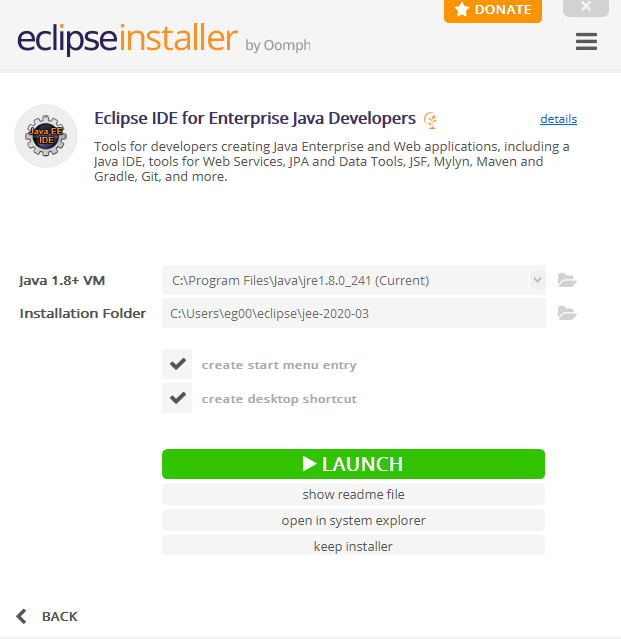 DONATE
eclipseinstaller by Oomph
Java EE
IDE
Eclipse IDE for Enterprise Java Developers
details
Tools for developers creating Java Enterprise and Web applications, including a
Java IDE, tools for Web Services, JPA and Data Tools, JSF, Mylyn, Maven and
Gradle, Git, and more.
Java 1.8+ VM
C:\Program Files\Java\jre1.8.0_241 (Current)
Installation Folder
C:\Users\eg00\eclipse\jee-2020-03
create start menu entry
create desktop shortcut
LAUNCH
show readme file
open in system explorer
keep installer
BACK